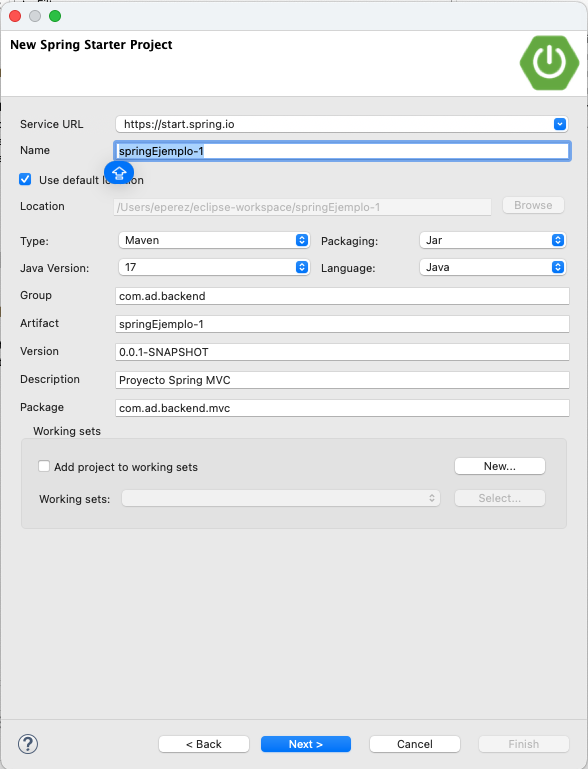 New Spring Starter Project
Service URL https://start.spring.io
Name springEjemplo-1
Use default location
Location /Users/eperez/eclipse-workspace/springEjemplo-1 Browse
Type: Maven Packaging: Jar
Java Version: 17 Language: Java
Group com.ad.backend
Artifact springEjemplo-1
Version 0.0.1-SNAPSHOT
Description Proyecto Spring MVC
Package com.ad.backend.mvc
Working sets
Add project to working sets New...
Working sets: Select...
? < Back Next > Cancel Finish